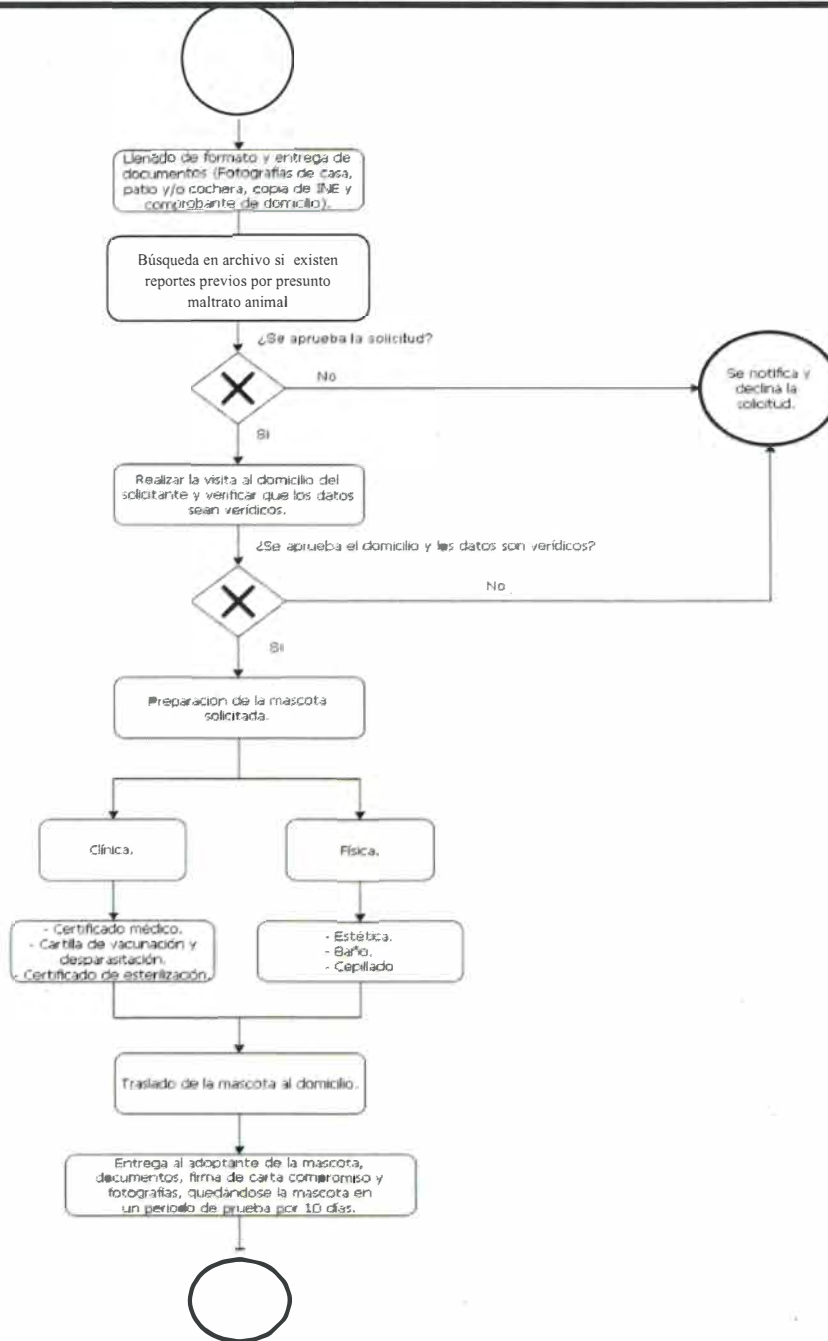 Llenado de formato y entrega de
documentos (Fotografías de casa,
patio y/o cochera, copia de INE y
comprobante de domicilio).
Búsqueda en archivo si existen
reportes previos por presunto
maltrato animal
¿Se aprueba la solicitud?
No
Se notifica y
declina la
solicitud.
Si
Realizar la visita al domicilio del
solicitante y verificar que los datos
sean verídicos.
¿Se aprueba el domicilio y los datos son verídicos?
No
Si
Preparación de la mascota
solicitada.
Clínica.
Física.
- Certificado médico.
- Cartilla de vacunación y
desparasitación.
- Certificado de esterilización.
- Estética.
- Baño.
- Cepillado
Traslado de la mascota al domicilio.
Entrega al adoptante de la mascota,
documentos, firma de carta compromiso y
fotografías, quedándose la mascota en
un periodo de prueba por 10 días.